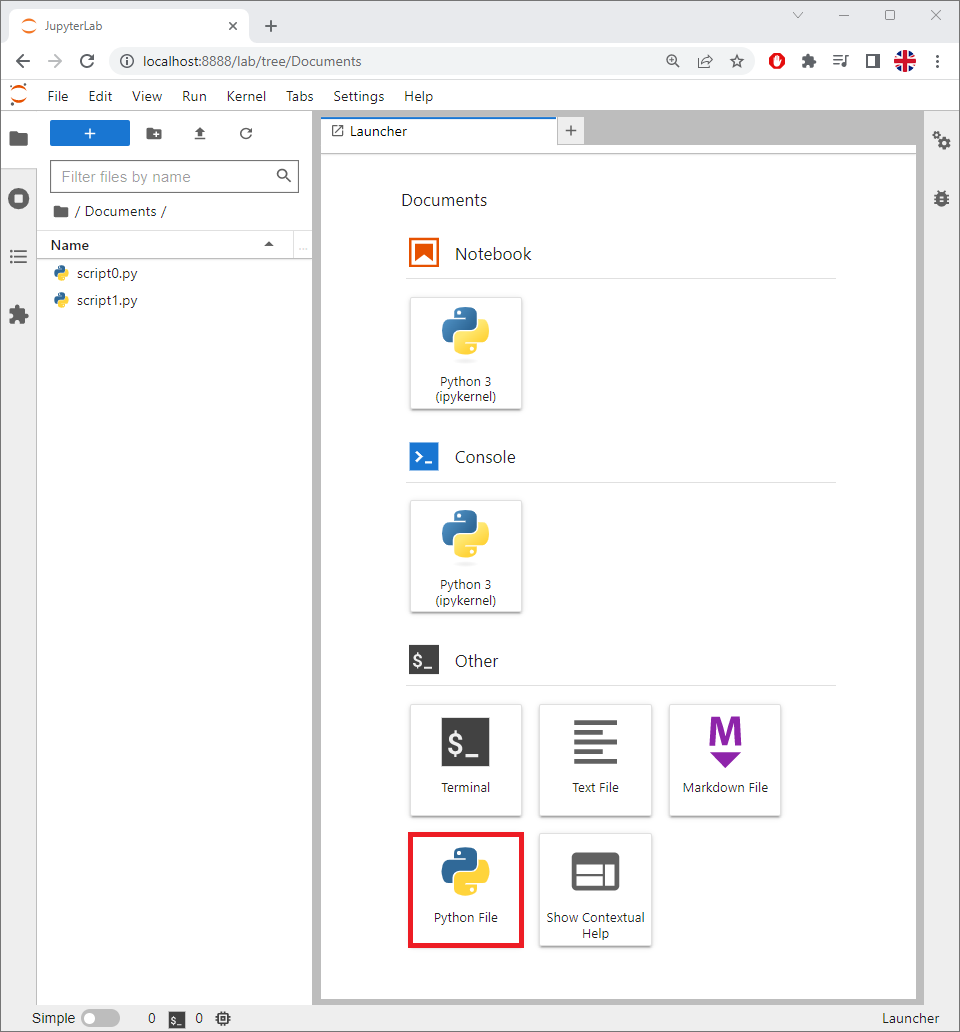 JupyterLab
localhost:8888/lab/tree/Documents
File Edit View Run Kernel Tabs Settings Help
Launcher
Filter files by name
/ Documents /
Name
...
script0.py
script1.py
Documents
Notebook
Python 3
(ipykernel)
Console
Python 3
(ipykernel)
$_ Other
$_
Terminal
Text File
M
Markdown File
Python File
Show Contextual
Help
Simple 0 $_ 0 Launcher